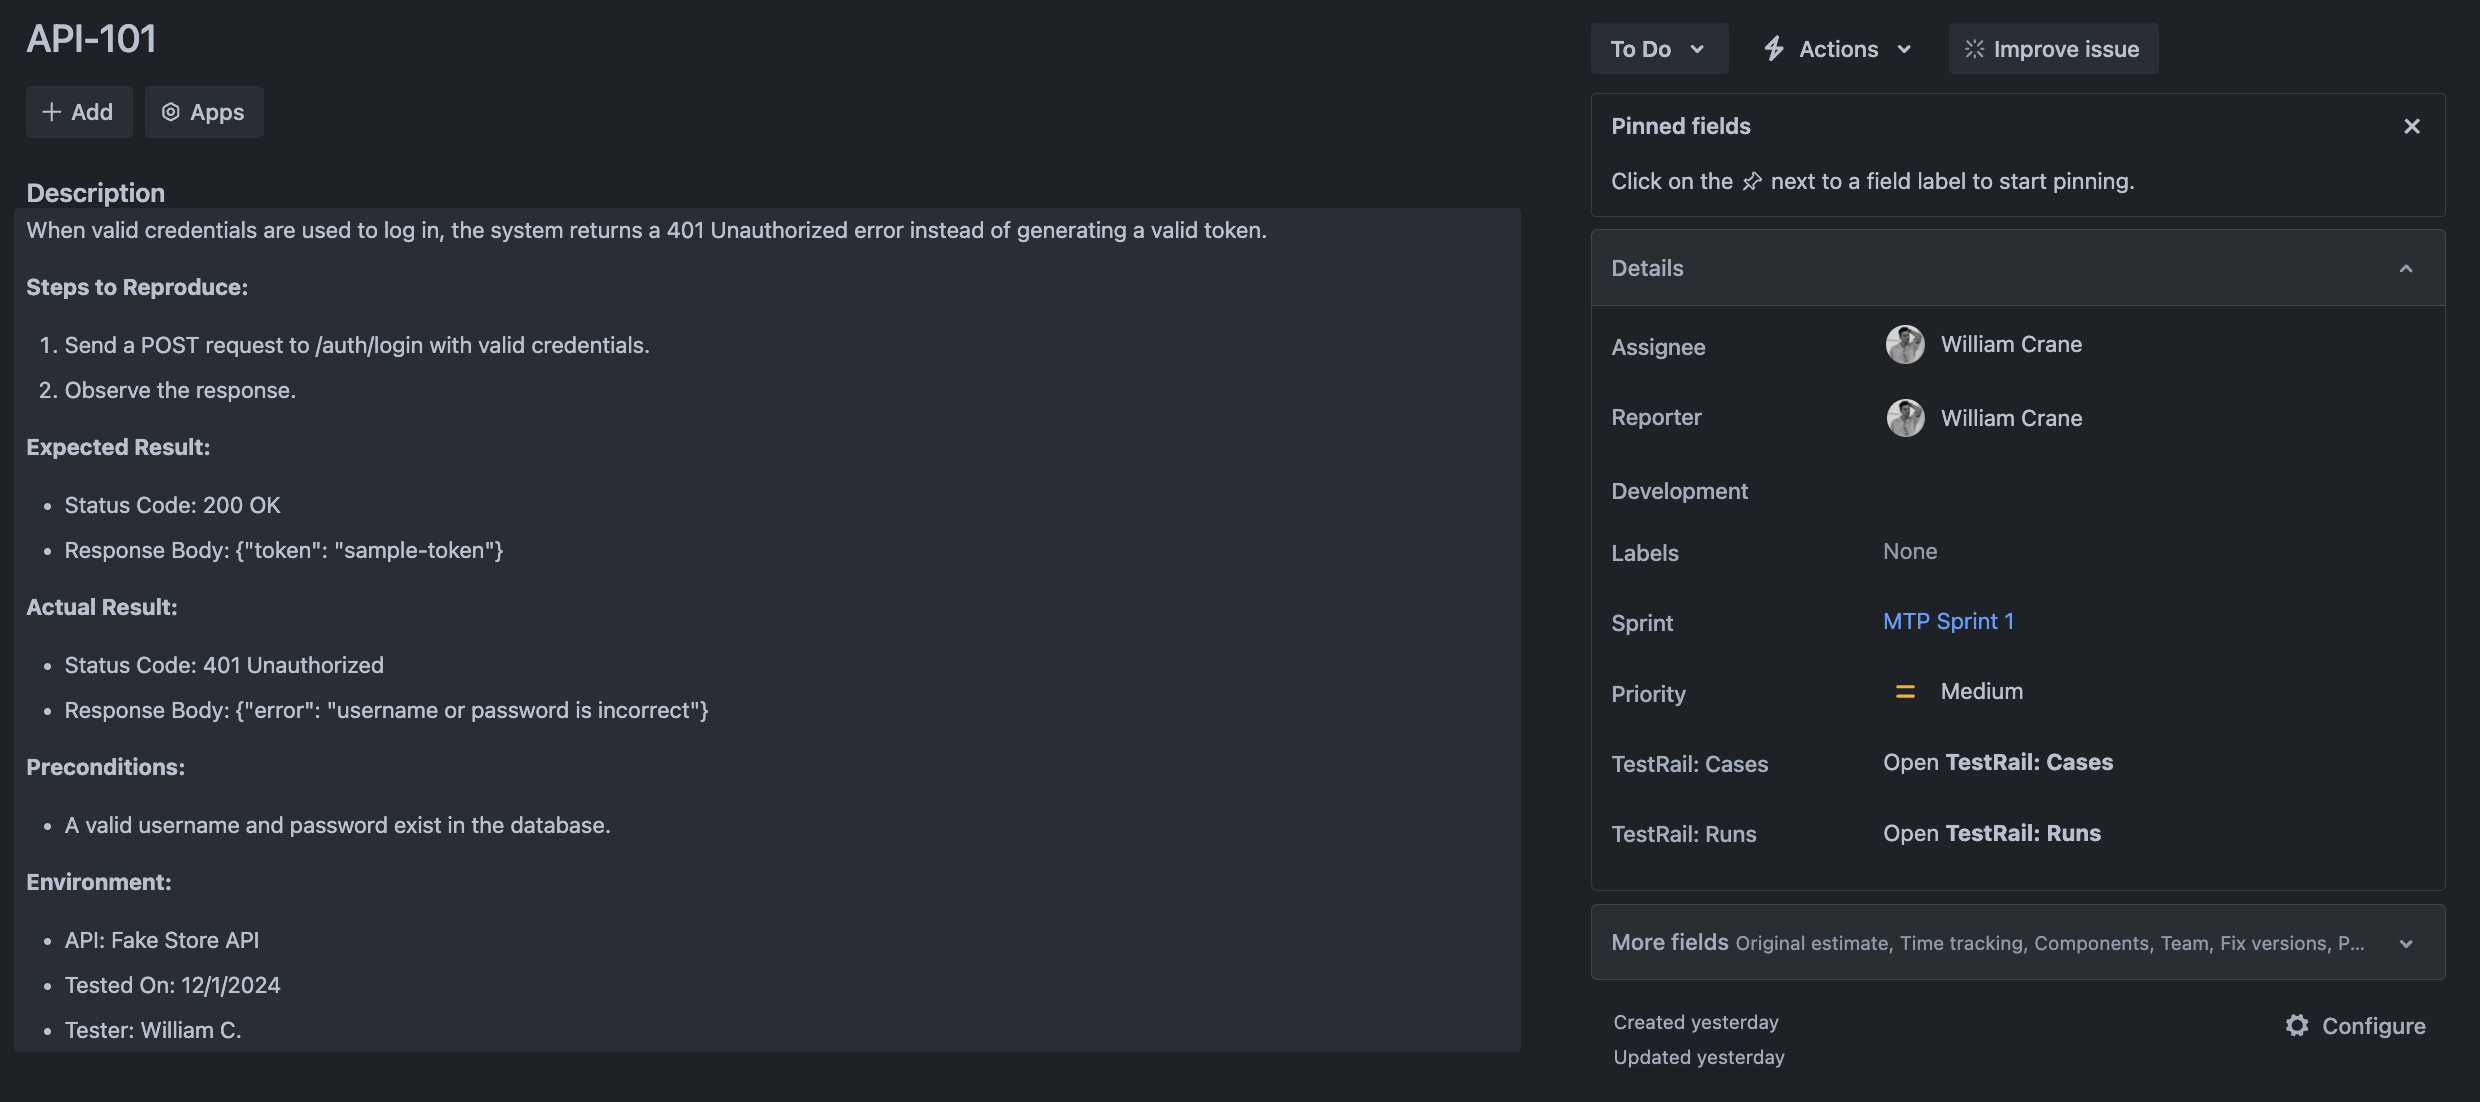 API-101
Add
Apps
Description
When valid credentials are used to log in, the system returns a 401 Unauthorized error instead of generating a valid token.
Steps to Reproduce:
1. Send a POST request to /auth/login with valid credentials.
2. Observe the response.
Expected Result:
• Status Code: 200 OK
• Response Body: {"token": "sample-token"}
Actual Result:
• Status Code: 401 Unauthorized
• Response Body: {"error": "username or password is incorrect"}
Preconditions:
• A valid username and password exist in the database.
Environment:
• API: Fake Store API
• Tested On: 12/1/2024
• Tester: William C.
To Do
Actions
Improve issue
Pinned fields
Click on the next to a field label to start pinning.
Details
Assignee William Crane
Reporter William Crane
Development
Labels None
Sprint MTP Sprint 1
Priority Medium
TestRail: Cases Open TestRail: Cases
TestRail: Runs Open TestRail: Runs
More fields Original estimate, Time tracking, Components, Team, Fix versions, P...
Created yesterday
Updated yesterday
Configure